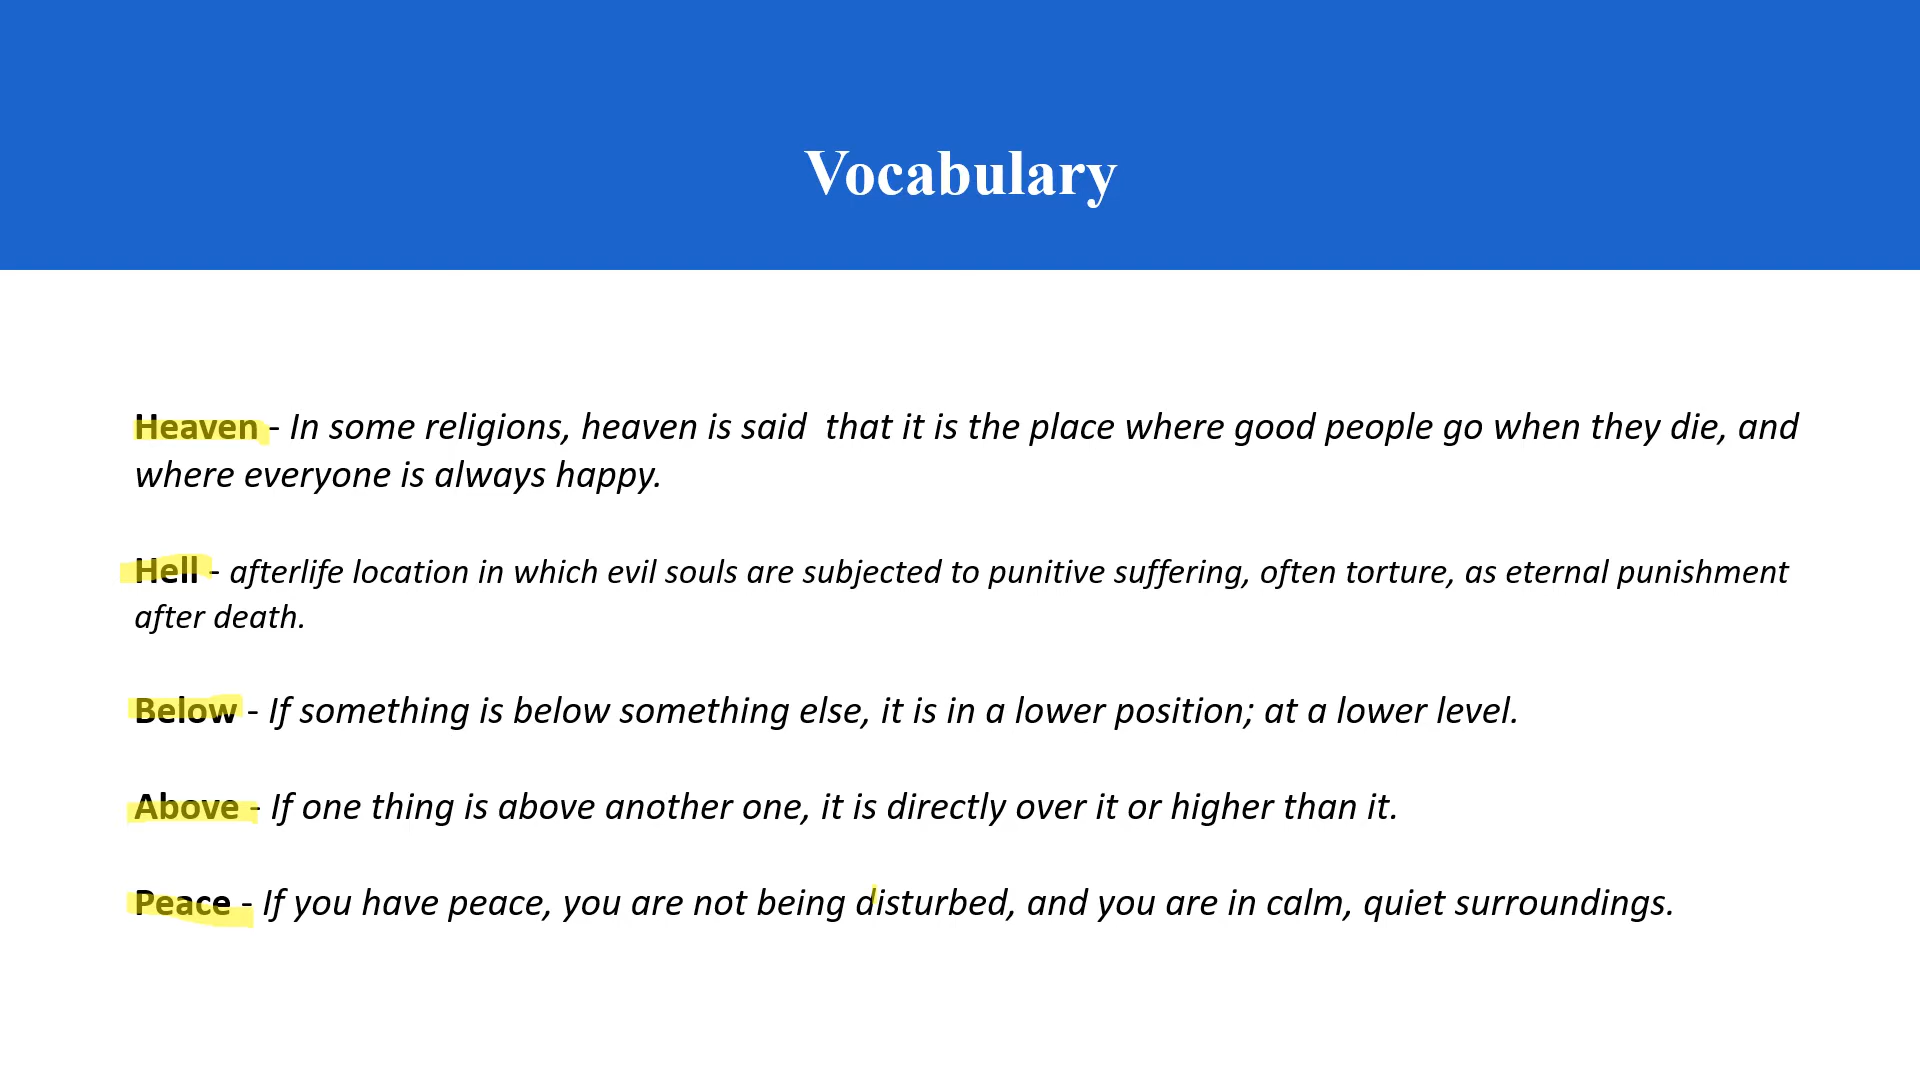 Vocabulary
Heaven - In some religions, heaven is said  that it is the place where good people go when they die, and
where everyone is always happy.
Hell - afterlife location in which evil souls are subjected to punitive suffering, often torture, as eternal punishment
after death.
Below - If something is below something else, it is in a lower position; at a lower level.
Above - If one thing is above another one, it is directly over it or higher than it.
Peace - If you have peace, you are not being disturbed, and you are in calm, quiet surroundings.